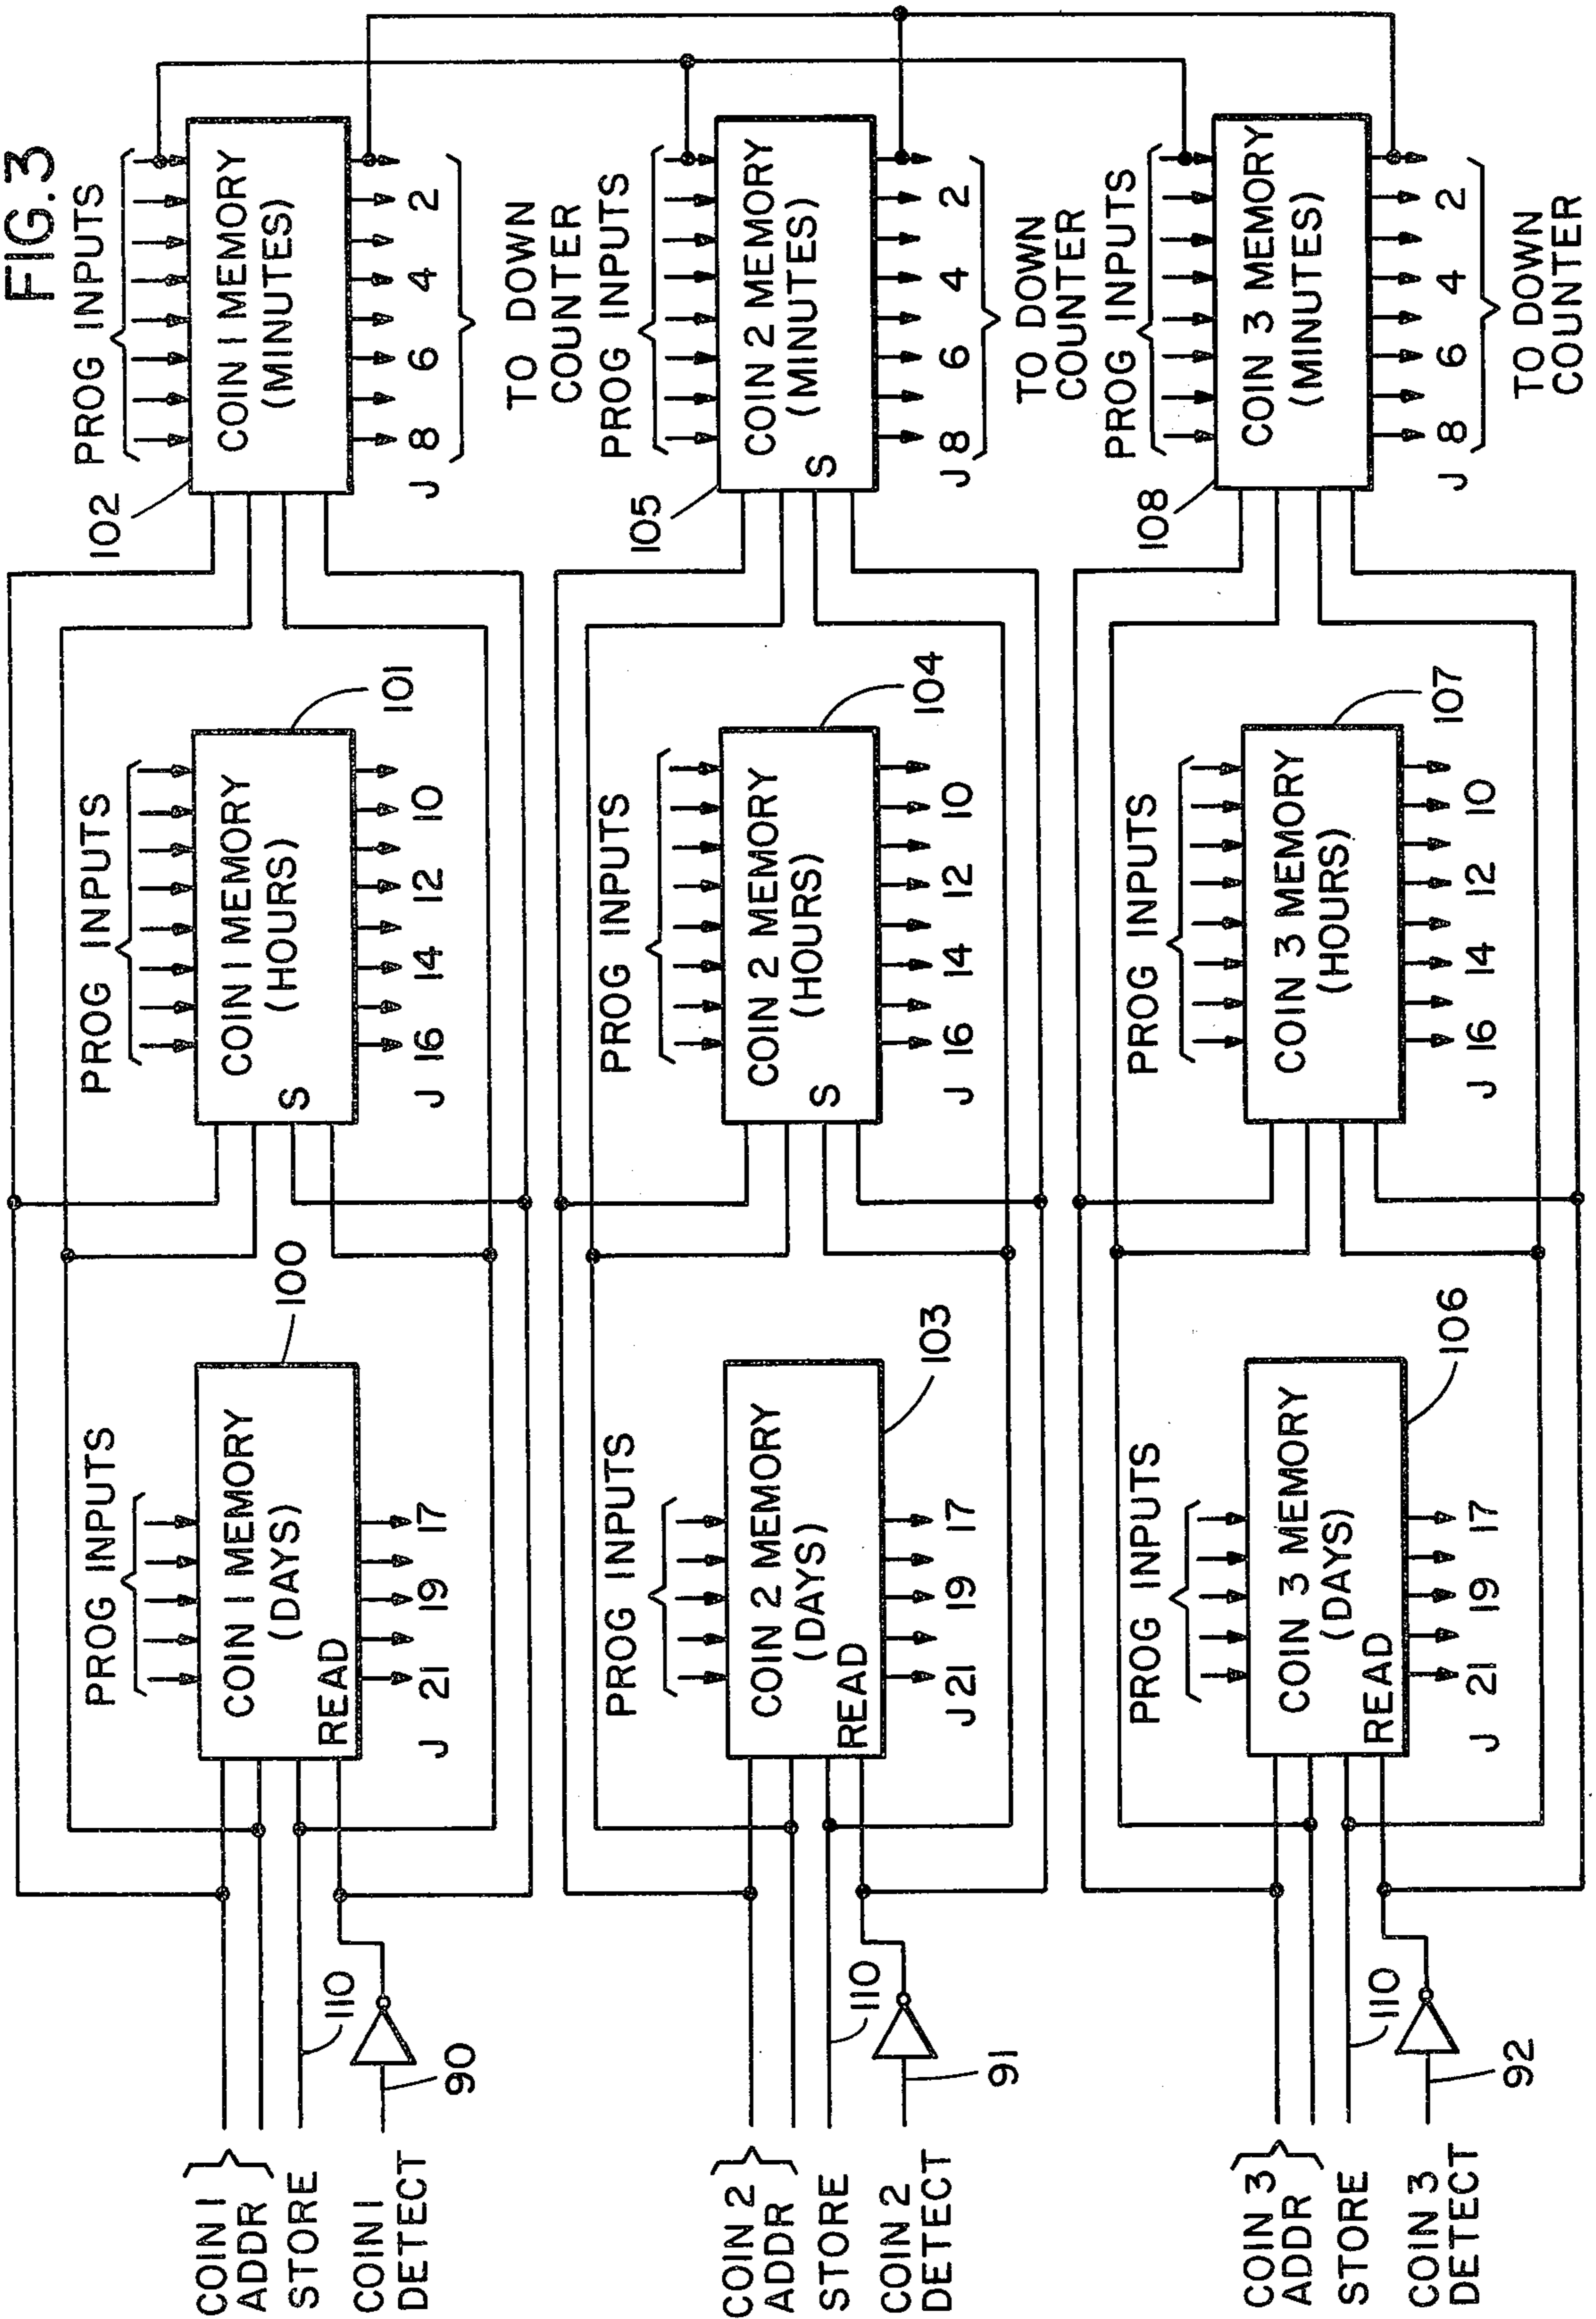 FIG. 3
PROG INPUTS
COIN 1 MEMORY
(DAYS)
READ
100
J 21 19 17
PROG INPUTS
COIN 1 MEMORY
(HOURS)
S
101
J 16 14 12 10
PROG INPUTS
102
COIN 1 MEMORY
(MINUTES)
J 8 6 4 2
TO DOWN
COUNTER
COIN 1
ADDR
STORE
COIN 1
DETECT
110
90
PROG INPUTS
COIN 2 MEMORY
(DAYS)
READ
103
J 21 19 17
PROG INPUTS
COIN 2 MEMORY
(HOURS)
S
104
J 16 14 12 10
PROG INPUTS
105
COIN 2 MEMORY
(MINUTES)
S
J 8 6 4 2
TO DOWN
COUNTER
COIN 2
ADDR
STORE
COIN 2
DETECT
110
91
PROG INPUTS
COIN 3 MEMORY
(DAYS)
READ
106
J 21 19 17
PROG INPUTS
COIN 3 MEMORY
(HOURS)
107
J 16 14 12 10
PROG INPUTS
108
COIN 3 MEMORY
(MINUTES)
J 8 6 4 2
TO DOWN
COUNTER
COIN 3
ADDR
STORE
COIN 3
DETECT
110
92